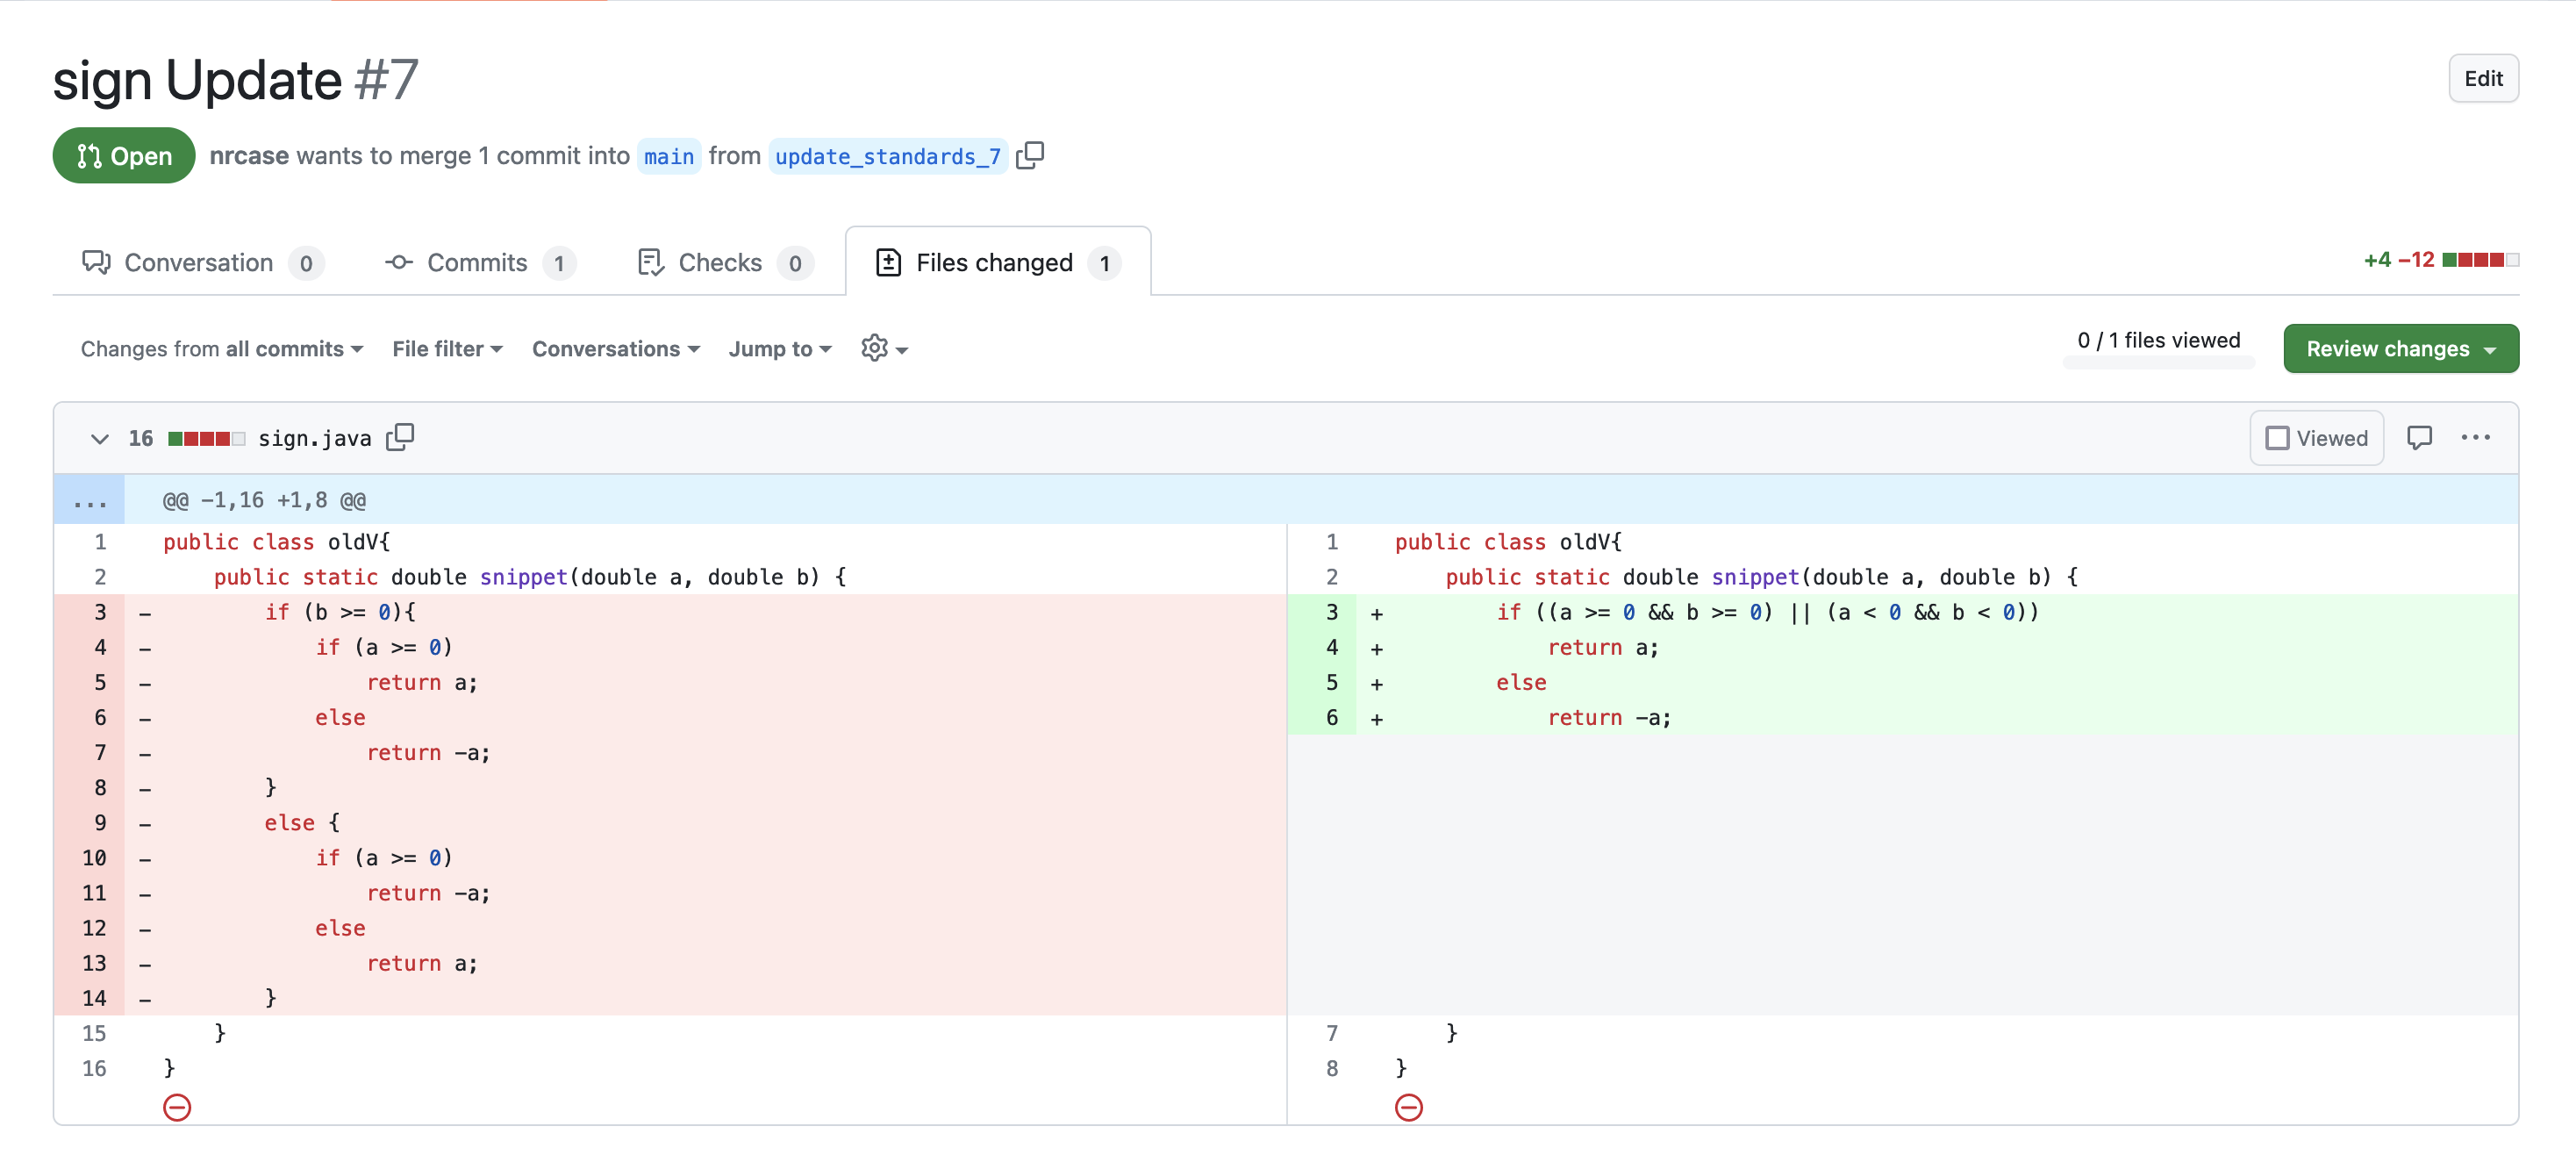 sign Update #7
Edit
Open nrcase wants to merge 1 commit into main from update_standards_7
Conversation 0 Commits 1 Checks 0 Files changed 1 +4 −12
Changes from all commits File filter Conversations Jump to 0 / 1 files viewed Review changes
16 sign.java Viewed
... @@ -1,16 +1,8 @@
1 public class oldV{
2     public static double snippet(double a, double b) {
3 -         if (b >= 0){
4 -             if (a >= 0)
5 -                 return a;
6 -             else
7 -                 return -a;
8 -         }
9 -         else {
10 -             if (a >= 0)
11 -                 return -a;
12 -             else
13 -                 return a;
14 -         }
15     }
16 }
1 public class oldV{
2     public static double snippet(double a, double b) {
3 +         if ((a >= 0 && b >= 0) || (a < 0 && b < 0))
4 +             return a;
5 +         else
6 +             return -a;
7     }
8 }